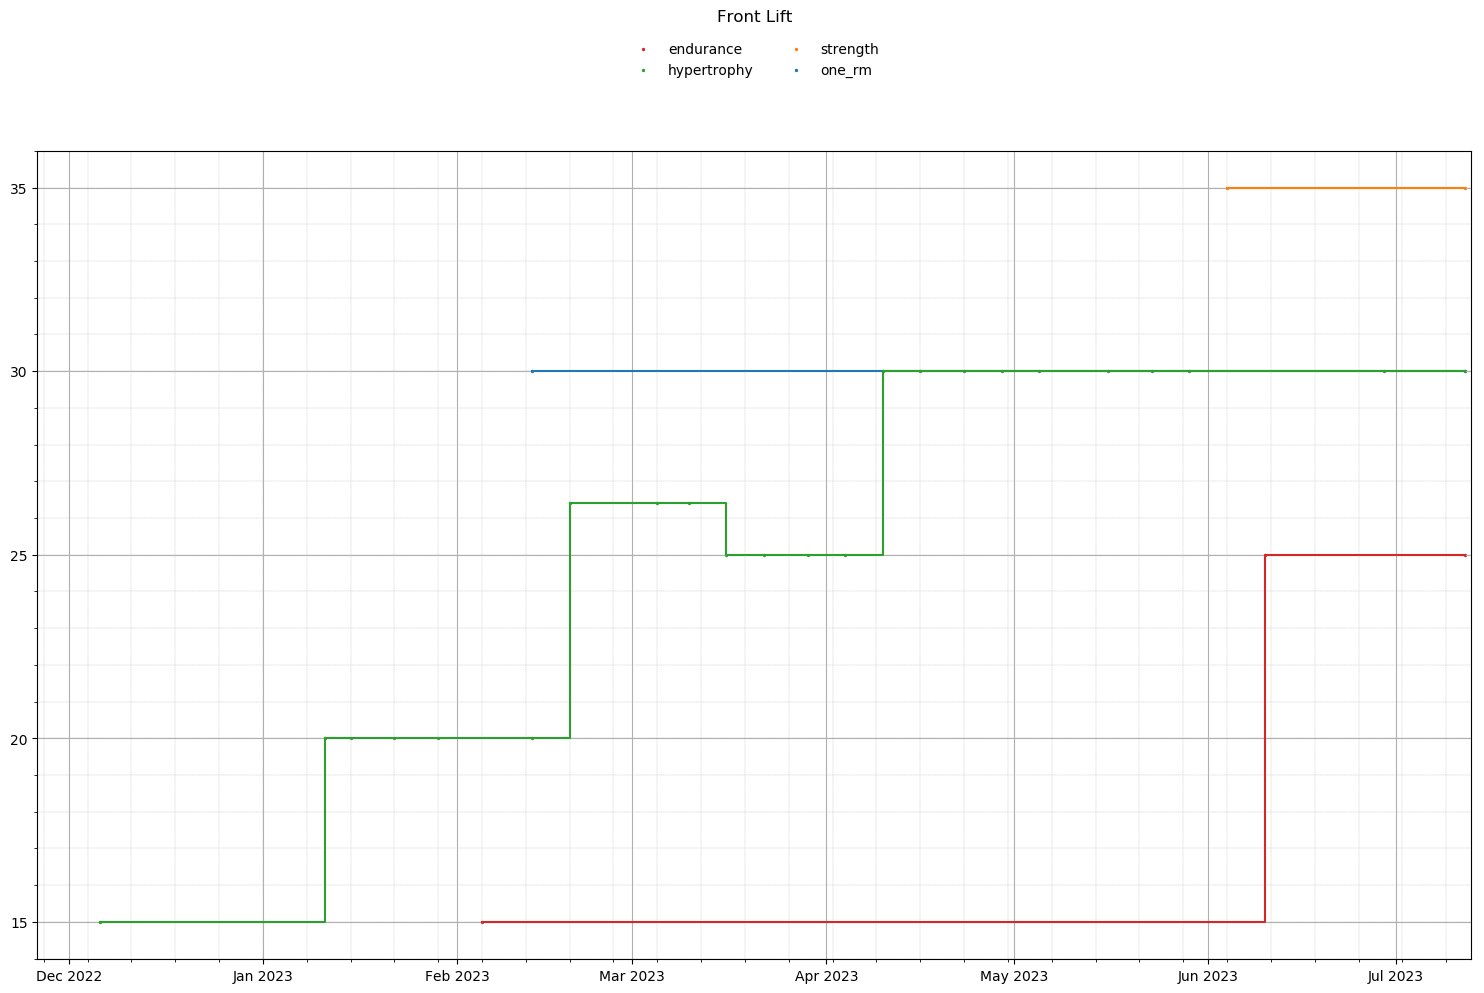 Front Lift
endurance strength
hypertrophy one_rm
35
30
25
20
15
Dec 2022 Jan 2023 Feb 2023 Mar 2023 Apr 2023 May 2023 Jun 2023 Jul 2023